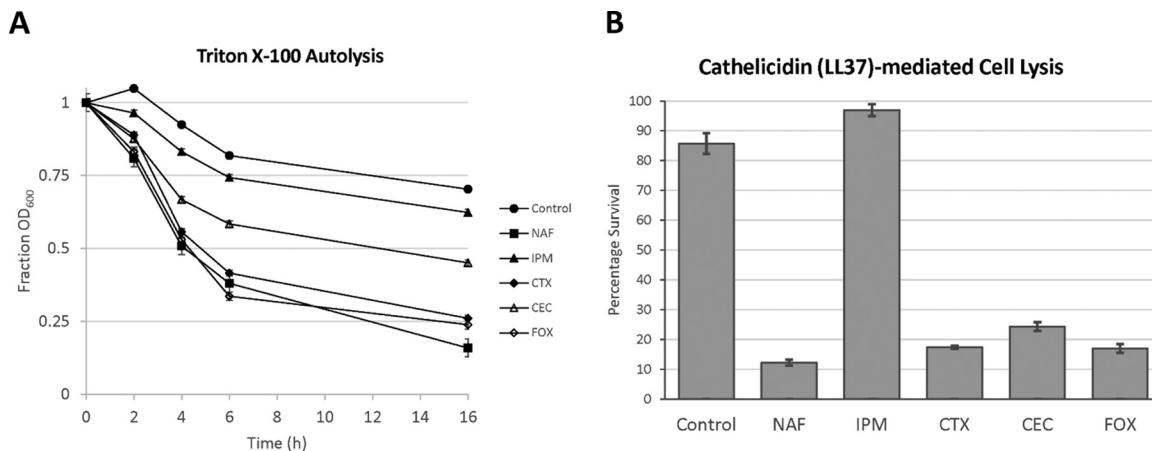 A
Triton X-100 Autolysis
Fraction OD600
1
0.75
0.5
0.25
0
0 2 4 6 8 10 12 14 16
Time (h)
Control
NAF
IPM
CTX
CEC
FOX
B
Cathelicidin (LL37)-mediated Cell Lysis
Percentage Survival
100
90
80
70
60
50
40
30
20
10
0
Control NAF IPM CTX CEC FOX